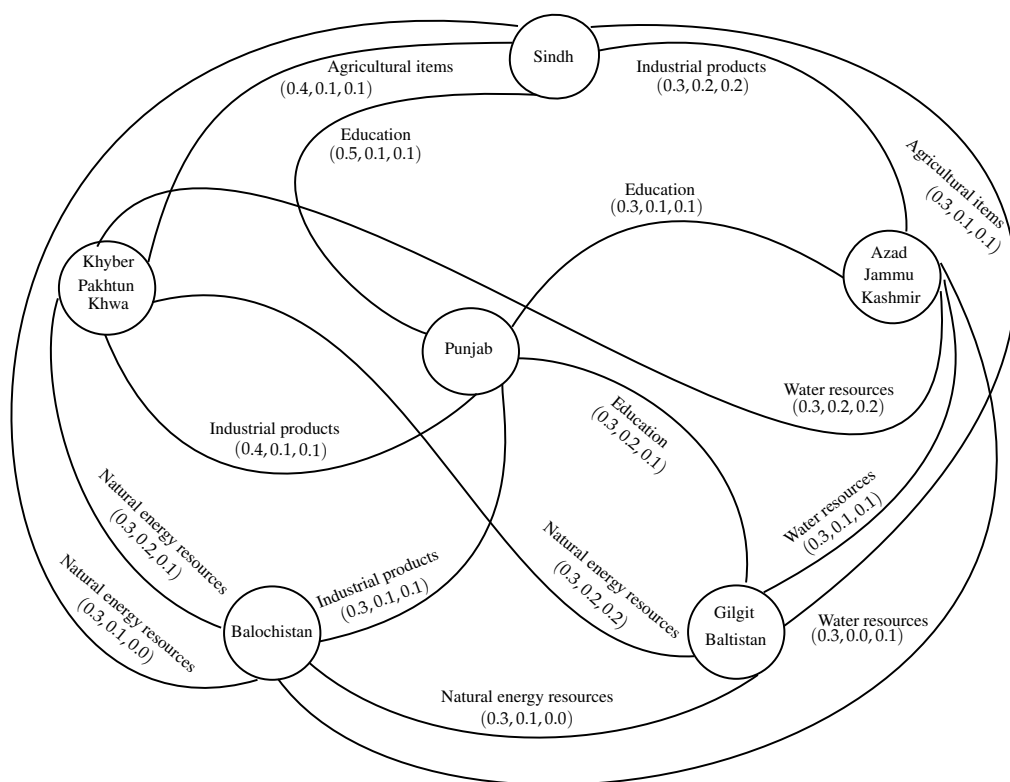 Sindh
Agricultural items
(0.4, 0.1, 0.1)
Industrial products
(0.3, 0.2, 0.2)
Education
(0.5, 0.1, 0.1)
Agricultural items
(0.3, 0.1, 0.1)
Education
(0.3, 0.1, 0.1)
Khyber
Pakhtun
Khwa
Azad
Jammu
Kashmir
Punjab
Water resources
(0.3, 0.2, 0.2)
Industrial products
(0.4, 0.1, 0.1)
Education
(0.3, 0.2, 0.1)
Natural energy resources
(0.3, 0.2, 0.1)
Water resources
(0.3, 0.1, 0.1)
Natural energy resources
(0.3, 0.2, 0.2)
Natural energy resources
(0.3, 0.1, 0.0)
Industrial products
(0.3, 0.1, 0.1)
Balochistan
Gilgit
Baltistan
Water resources
(0.3, 0.0, 0.1)
Natural energy resources
(0.3, 0.1, 0.0)